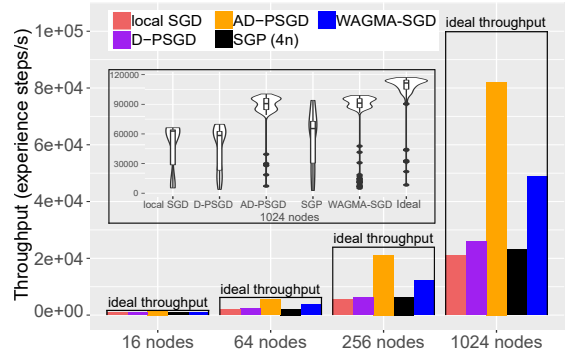 local SGD AD−PSGD WAGMA−SGD
D−PSGD SGP (4n)
ideal throughput
1e+05
8e+04
6e+04
4e+04
2e+04
0e+00
Throughput (experience steps/s)
120000
90000
60000
30000
0
local SGD D-PSGD AD-PSGD SGP WAGMA-SGD Ideal
1024 nodes
ideal throughput
ideal throughput
ideal throughput
16 nodes 64 nodes 256 nodes 1024 nodes